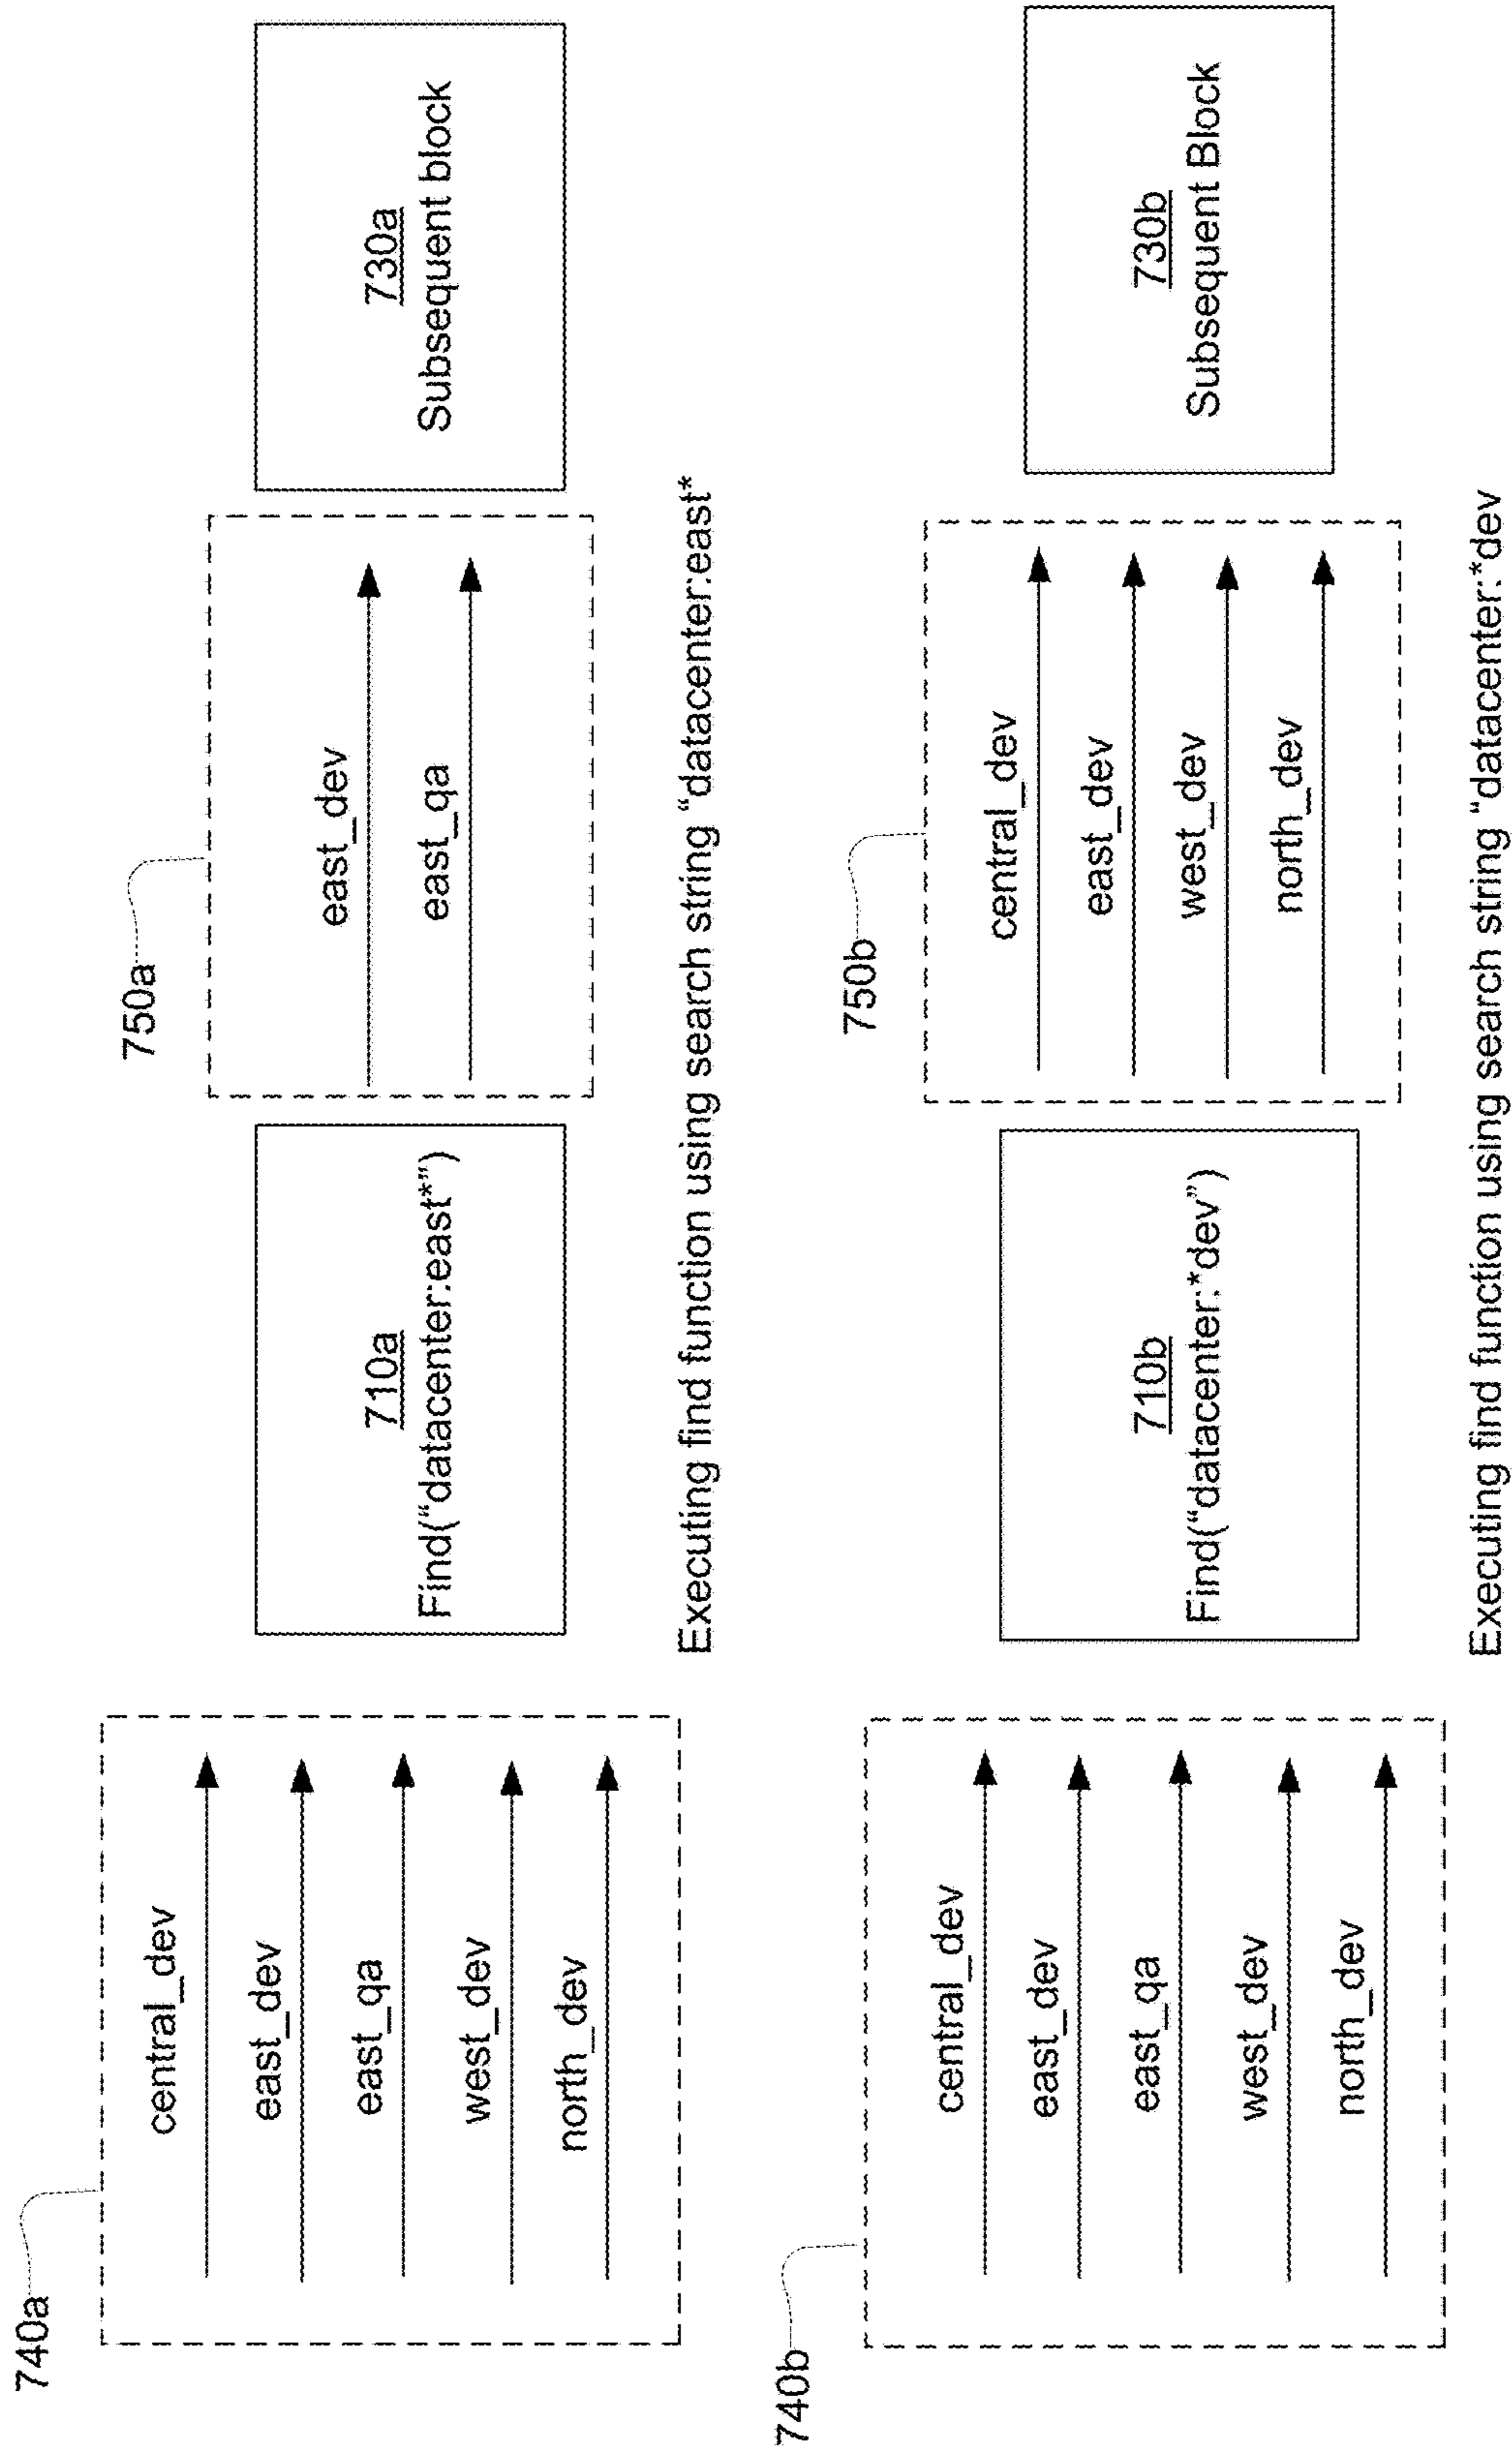 740a
central_dev
east_dev
east_qa
west_dev
north_dev
710a
Find(“datacenter:east*”)
750a
east_dev
east_qa
730a
Subsequent block
Executing find function using search string “datacenter:east*
740b
central_dev
east_dev
east_qa
west_dev
north_dev
710b
Find(“datacenter:*dev”)
750b
central_dev
east_dev
west_dev
north_dev
730b
Subsequent Block
Executing find function using search string “datacenter:*dev